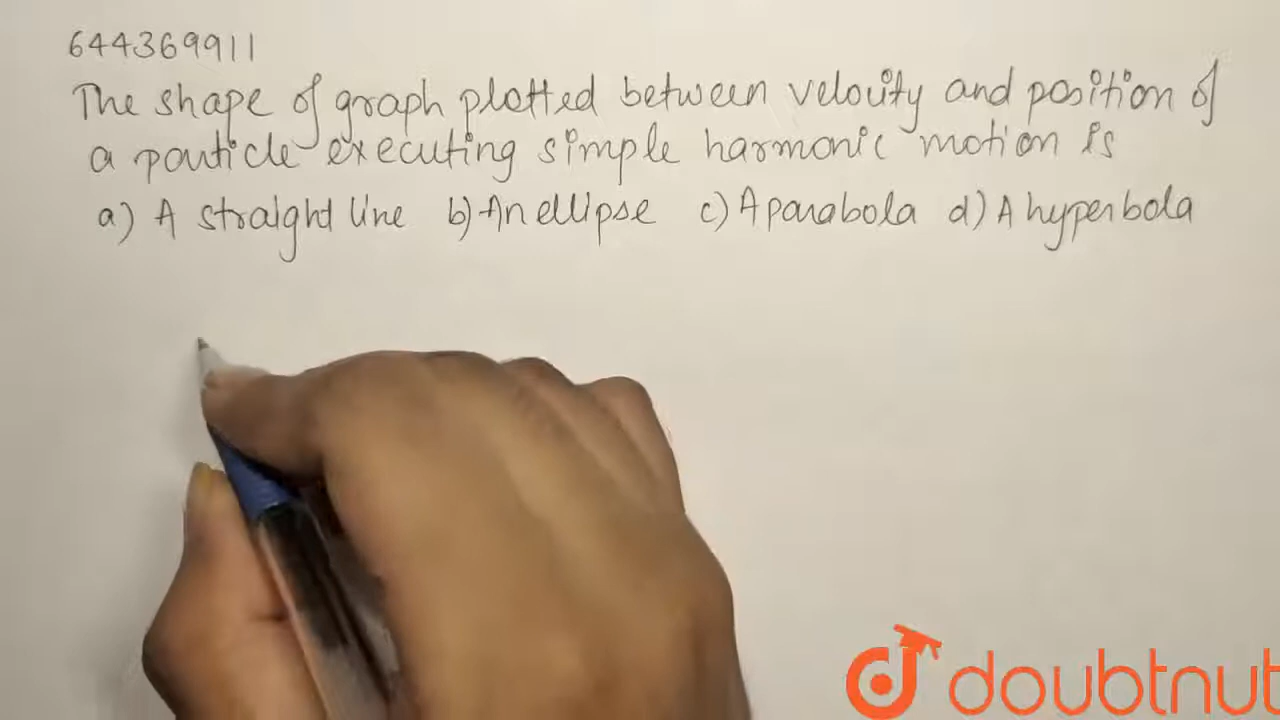 644369911
The shape of graph plotted between velocity and position of
a particle executing simple harmonic motion is
a) A straight line b) An ellipse c) A parabola d) A hyperbola
doubtnut